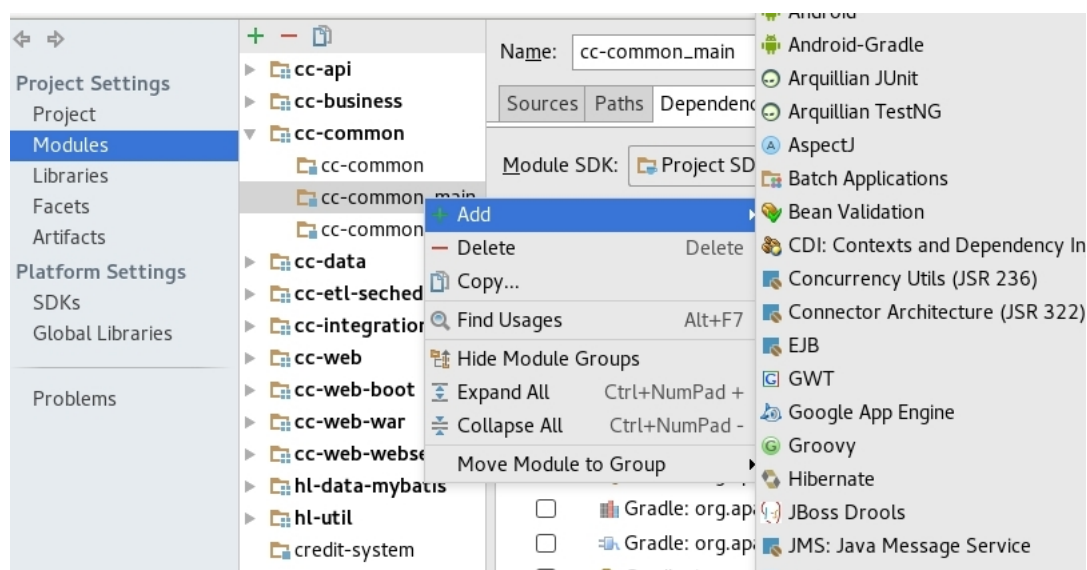 Project Settings
Project
Modules
Libraries
Facets
Artifacts
Platform Settings
SDKs
Global Libraries
Problems
cc-api
cc-business
cc-common
cc-common
cc-common_main
cc-common
cc-data
cc-etl-sched
cc-integration
cc-web
cc-web-boot
cc-web-war
cc-web-webse
hl-data-mybatis
hl-util
credit-system
Name: cc-common_main
Sources Paths Dependenc
Module SDK: Project SD
Add
Delete Delete
Copy...
Find Usages Alt+F7
Hide Module Groups
Expand All Ctrl+NumPad +
Collapse All Ctrl+NumPad -
Move Module to Group
Gradle: org.apa
Gradle: org.apa
Android
Android-Gradle
Arquillian JUnit
Arquillian TestNG
AspectJ
Batch Applications
Bean Validation
CDI: Contexts and Dependency In
Concurrency Utils (JSR 236)
Connector Architecture (JSR 322)
EJB
GWT
Google App Engine
Groovy
Hibernate
JBoss Drools
JMS: Java Message Service